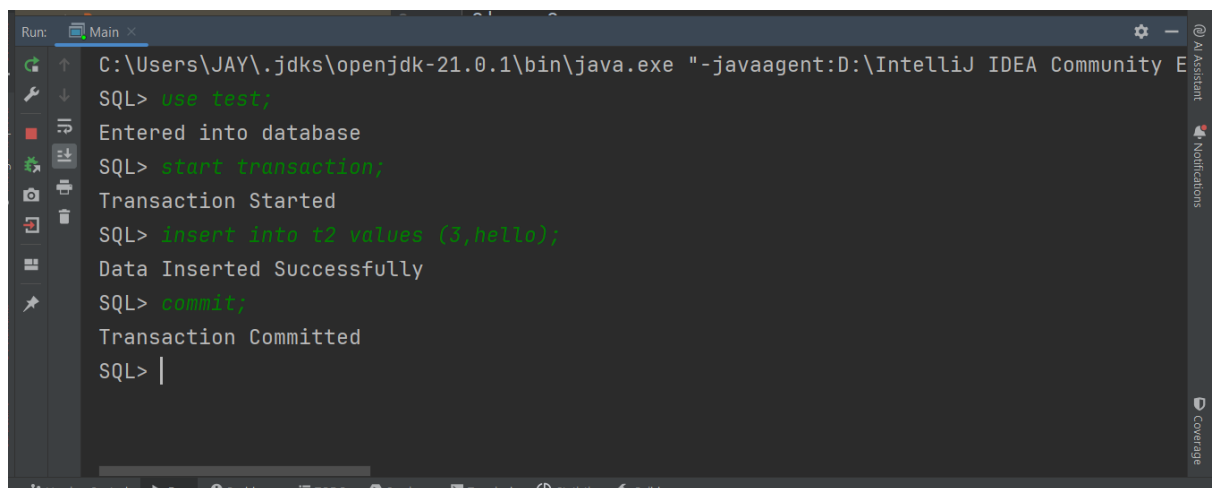 Run: Main
C:\Users\JAY\.jdks\openjdk-21.0.1\bin\java.exe "-javaagent:D:\IntelliJ IDEA Community E
SQL> use test;
Entered into database
SQL> start transaction;
Transaction Started
SQL> insert into t2 values (3,hello);
Data Inserted Successfully
SQL> commit;
Transaction Committed
SQL>
AI Assistant
Notifications
Coverage